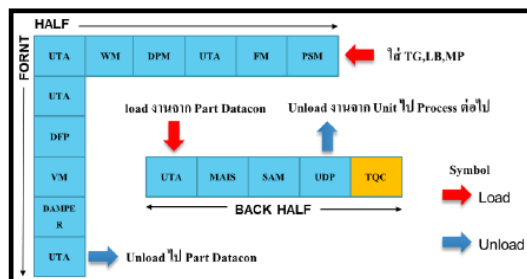 HALF
FORNT
UTA WM DPM UTA FM PSM
ใส่ TG,LB,MP
UTA
DFP
VM
DAMPE
R
UTA
Unload ไป Part Datacon
load งานจาก Part Datacon
Unload งานจาก Unit ไป Process ต่อไป
UTA MAIS SAM UDP TQC
BACK HALF
Symbol
Load
Unload